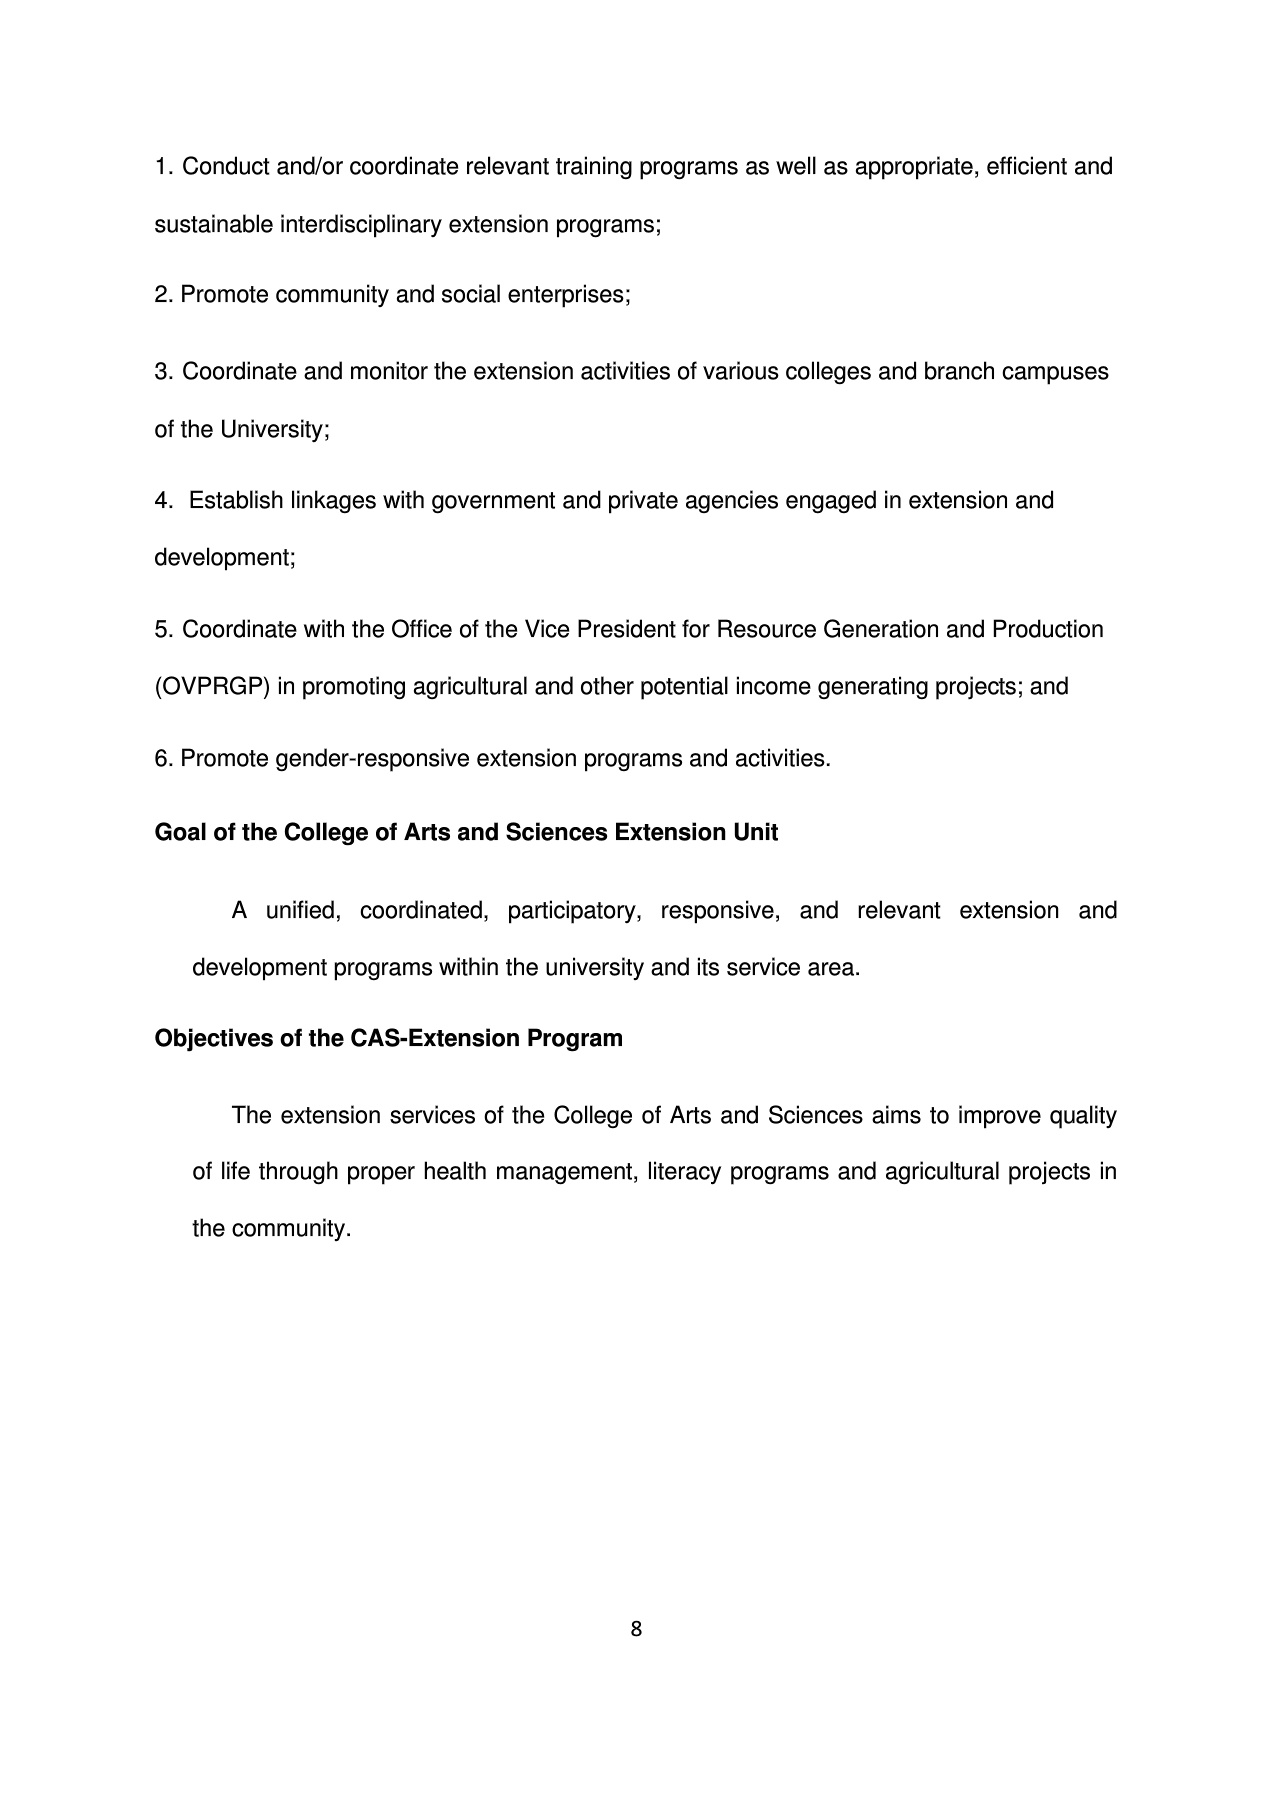 1. Conduct and/or coordinate relevant training programs as well as appropriate, efficient and
sustainable interdisciplinary extension programs;
2. Promote community and social enterprises;
3. Coordinate and monitor the extension activities of various colleges and branch campuses
of the University;
4.  Establish linkages with government and private agencies engaged in extension and
development;
5. Coordinate with the Office of the Vice President for Resource Generation and Production
(OVPRGP) in promoting agricultural and other potential income generating projects; and
6. Promote gender-responsive extension programs and activities.
Goal of the College of Arts and Sciences Extension Unit
A unified, coordinated, participatory, responsive, and relevant extension and
development programs within the university and its service area.
Objectives of the CAS-Extension Program
The extension services of the College of Arts and Sciences aims to improve quality
of life through proper health management, literacy programs and agricultural projects in
the community.
8